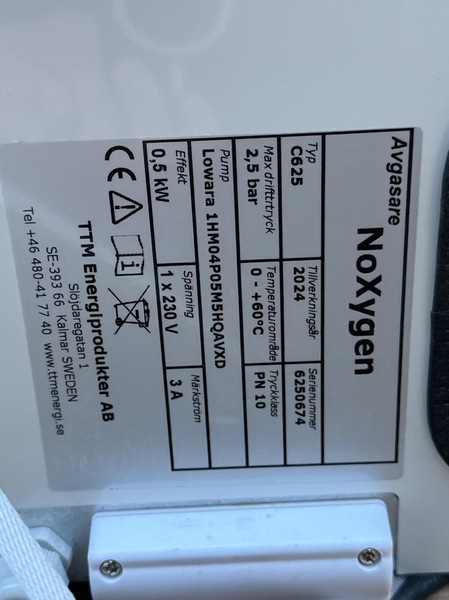 Avgasare
NoXygen
Typ Tillverkningsår Serienummer
C625 2024 6250674
Max drifttrtryck Temperaturområde Tryckklass
2,5 bar 0 - +60°C PN 10
Pump
Lowara 1HM04P05M5HQAVXD
Effekt Spänning Märkström
0,5 kW 1 x 230 V 3 A
CE
TTM Energiprodukter AB
Slöjdaregatan 1
SE-393 66 Kalmar SWEDEN
Tel +46 480-41 77 40 www.ttmenergi.se